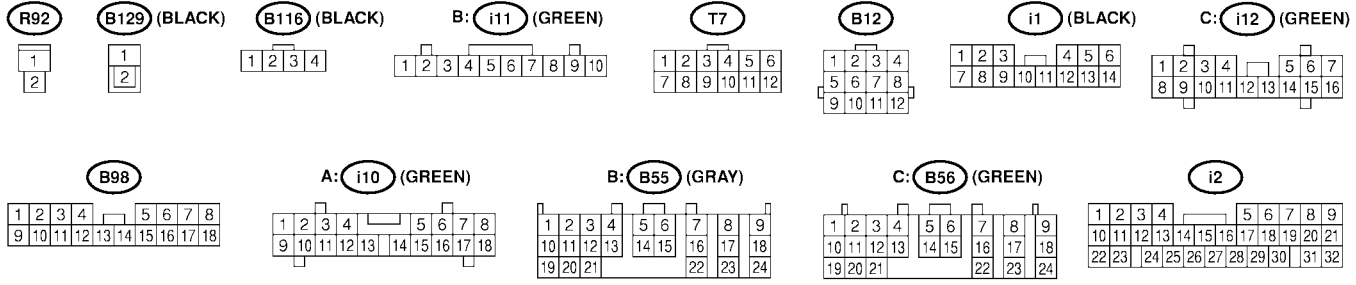 R92 B129 (BLACK) B116 (BLACK) B: i11 (GREEN) T7 B12 i1 (BLACK) C: i12 (GREEN)
1
2
1
2
1 2 3 4
1 2 3 4 5 6 7 8 9 10
1 2 3 4 5 6
7 8 9 10 11 12
1 2 3 4
5 6 7 8
9 10 11 12
1 2 3 4 5 6
7 8 9 10 11 12 13 14
1 2 3 4 5 6 7
8 9 10 11 12 13 14 15 16
B98 A: i10 (GREEN) B: B55 (GRAY) C: B56 (GREEN) i2
1 2 3 4 5 6 7 8
9 10 11 12 13 14 15 16 17 18
1 2 3 4 5 6 7 8
9 10 11 12 13 14 15 16 17 18
1 2 3 4 5 6 7 8 9
10 11 12 13 14 15 16 17 18
19 20 21 22 23 24
1 2 3 4 5 6 7 8 9
10 11 12 13 14 15 16 17 18
19 20 21 22 23 24
1 2 3 4 5 6 7 8 9
10 11 12 13 14 15 16 17 18 19 20 21
22 23 24 25 26 27 28 29 30 31 32